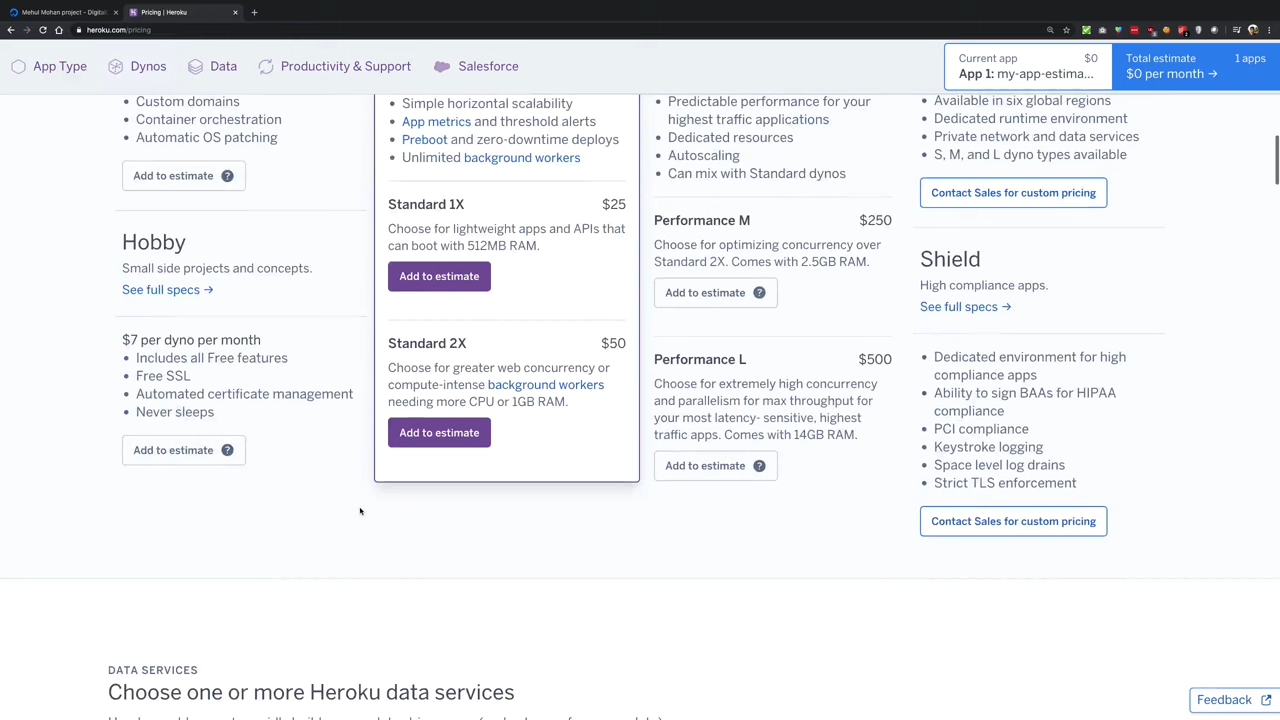 Mehul Mohan project - Digital
Pricing | Heroku
heroku.com/pricing
App Type
Dynos
Data
Productivity & Support
Salesforce
Current app $0
App 1: my-app-estima...
Total estimate 1 apps
$0 per month →
Custom domains
Container orchestration
Automatic OS patching
Add to estimate ?
Hobby
Small side projects and concepts.
See full specs →
$7 per dyno per month
Includes all Free features
Free SSL
Automated certificate management
Never sleeps
Add to estimate ?
Simple horizontal scalability
App metrics and threshold alerts
Preboot and zero-downtime deploys
Unlimited background workers
Standard 1X $25
Choose for lightweight apps and APIs that
can boot with 512MB RAM.
Add to estimate
Standard 2X $50
Choose for greater web concurrency or
compute-intense background workers
needing more CPU or 1GB RAM.
Add to estimate
Predictable performance for your
highest traffic applications
Dedicated resources
Autoscaling
Can mix with Standard dynos
Performance M $250
Choose for optimizing concurrency over
Standard 2X. Comes with 2.5GB RAM.
Add to estimate ?
Performance L $500
Choose for extremely high concurrency
and parallelism for max throughput for
your most latency- sensitive, highest
traffic apps. Comes with 14GB RAM.
Add to estimate ?
Available in six global regions
Dedicated runtime environment
Private network and data services
S, M, and L dyno types available
Contact Sales for custom pricing
Shield
High compliance apps.
See full specs →
Dedicated environment for high
compliance apps
Ability to sign BAAs for HIPAA
compliance
PCI compliance
Keystroke logging
Space level log drains
Strict TLS enforcement
Contact Sales for custom pricing
DATA SERVICES
Choose one or more Heroku data services
Feedback